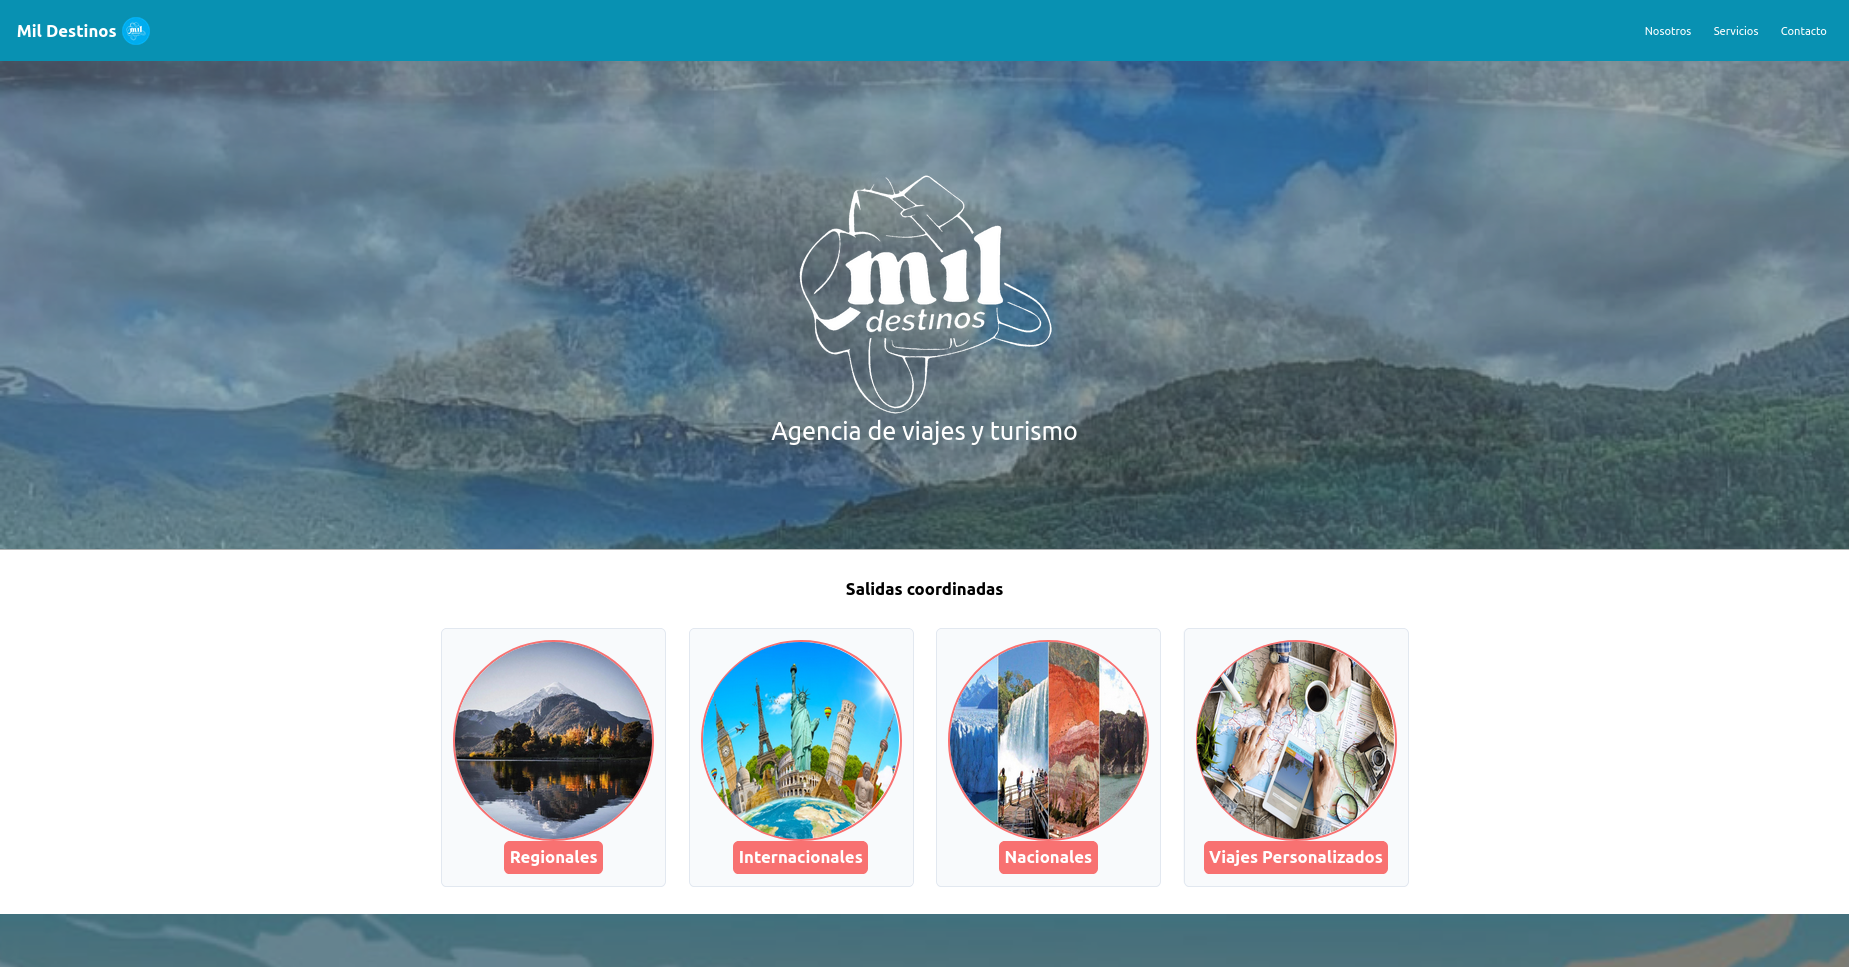 Mil Destinos
Nosotros
Servicios
Contacto
mil
destinos
Agencia de viajes y turismo
Salidas coordinadas
Regionales
Internacionales
Nacionales
Viajes Personalizados